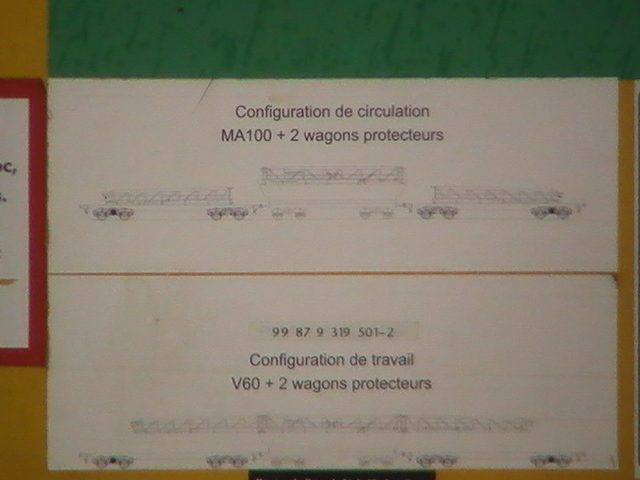 Configuration de circulation
MA100 + 2 wagons protecteurs
99 87 9 319 501-2
Configuration de travail
V60 + 2 wagons protecteurs